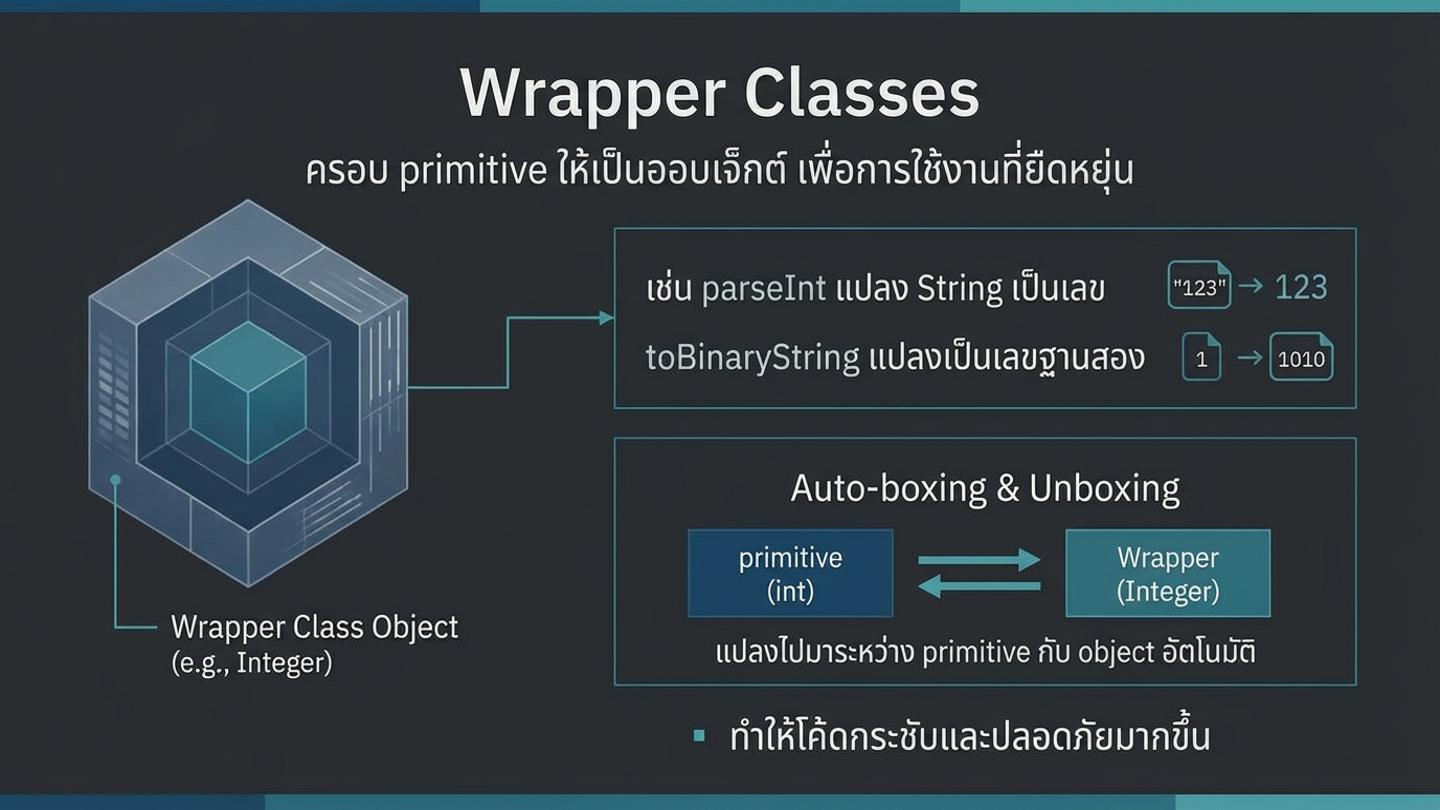 Wrapper Classes
ครอบ primitive ให้เป็นออบเจ็กต์ เพื่อการใช้งานที่ยืดหยุ่น
เช่น parseInt แปลง String เป็นเลข "123" → 123
toBinaryString แปลงเป็นเลขฐานสอง 1 → 1010
Auto-boxing & Unboxing
primitive
(int)
Wrapper
(Integer)
แปลงไปมาระหว่าง primitive กับ object อัตโนมัติ
Wrapper Class Object
(e.g., Integer)
▪ ทำให้โค้ดกระชับและปลอดภัยมากขึ้น